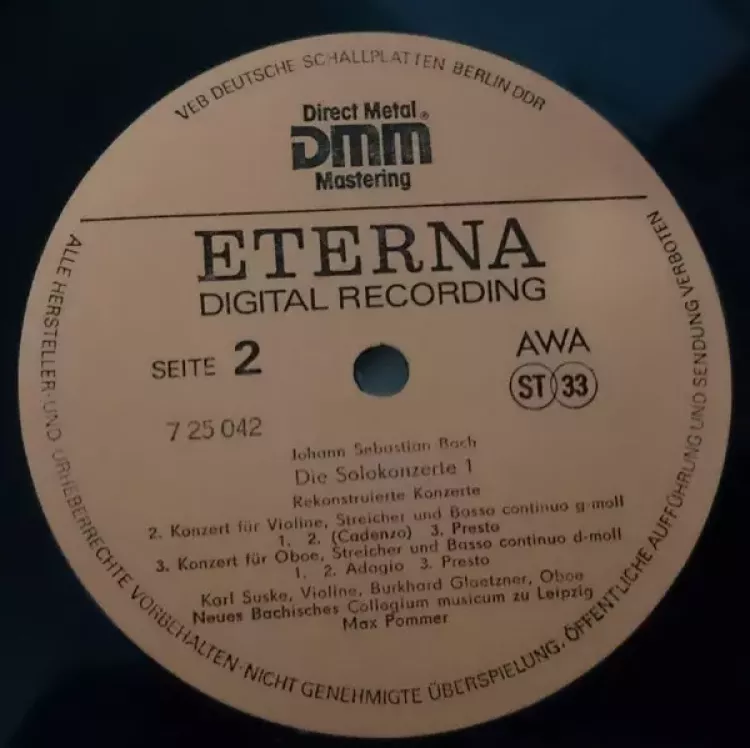 VEB DEUTSCHE SCHALLPLATTEN BERLIN DDR
Direct Metal®
DMM
Mastering
ETERNA
DIGITAL RECORDING
SEITE 2
AWA
ST 33
7 25 042
Johann Sebastian Bach
Die Solokonzerte 1
Rekonstruierte Konzerte
2. Konzert für Violine, Streicher und Basso continuo g-moll
1. 2. (Cadenzo) 3. Presto
3. Konzert für Oboe, Streicher und Basso continuo d-moll
1. 2. Adagio 3. Presto
Karl Suske, Violine, Burkhard Glaetzner, Oboe
Neues Bachisches Collegium musicum zu Leipzig
Max Pommer
ALLE HERSTELLER-UND URHEBERRECHTE VORBEHALTEN·NICHT GENEHMIGTE ÜBERSPIELUNG, ÖFFENTLICHE AUFFÜHRUNG UND SENDUNG VERBOTEN